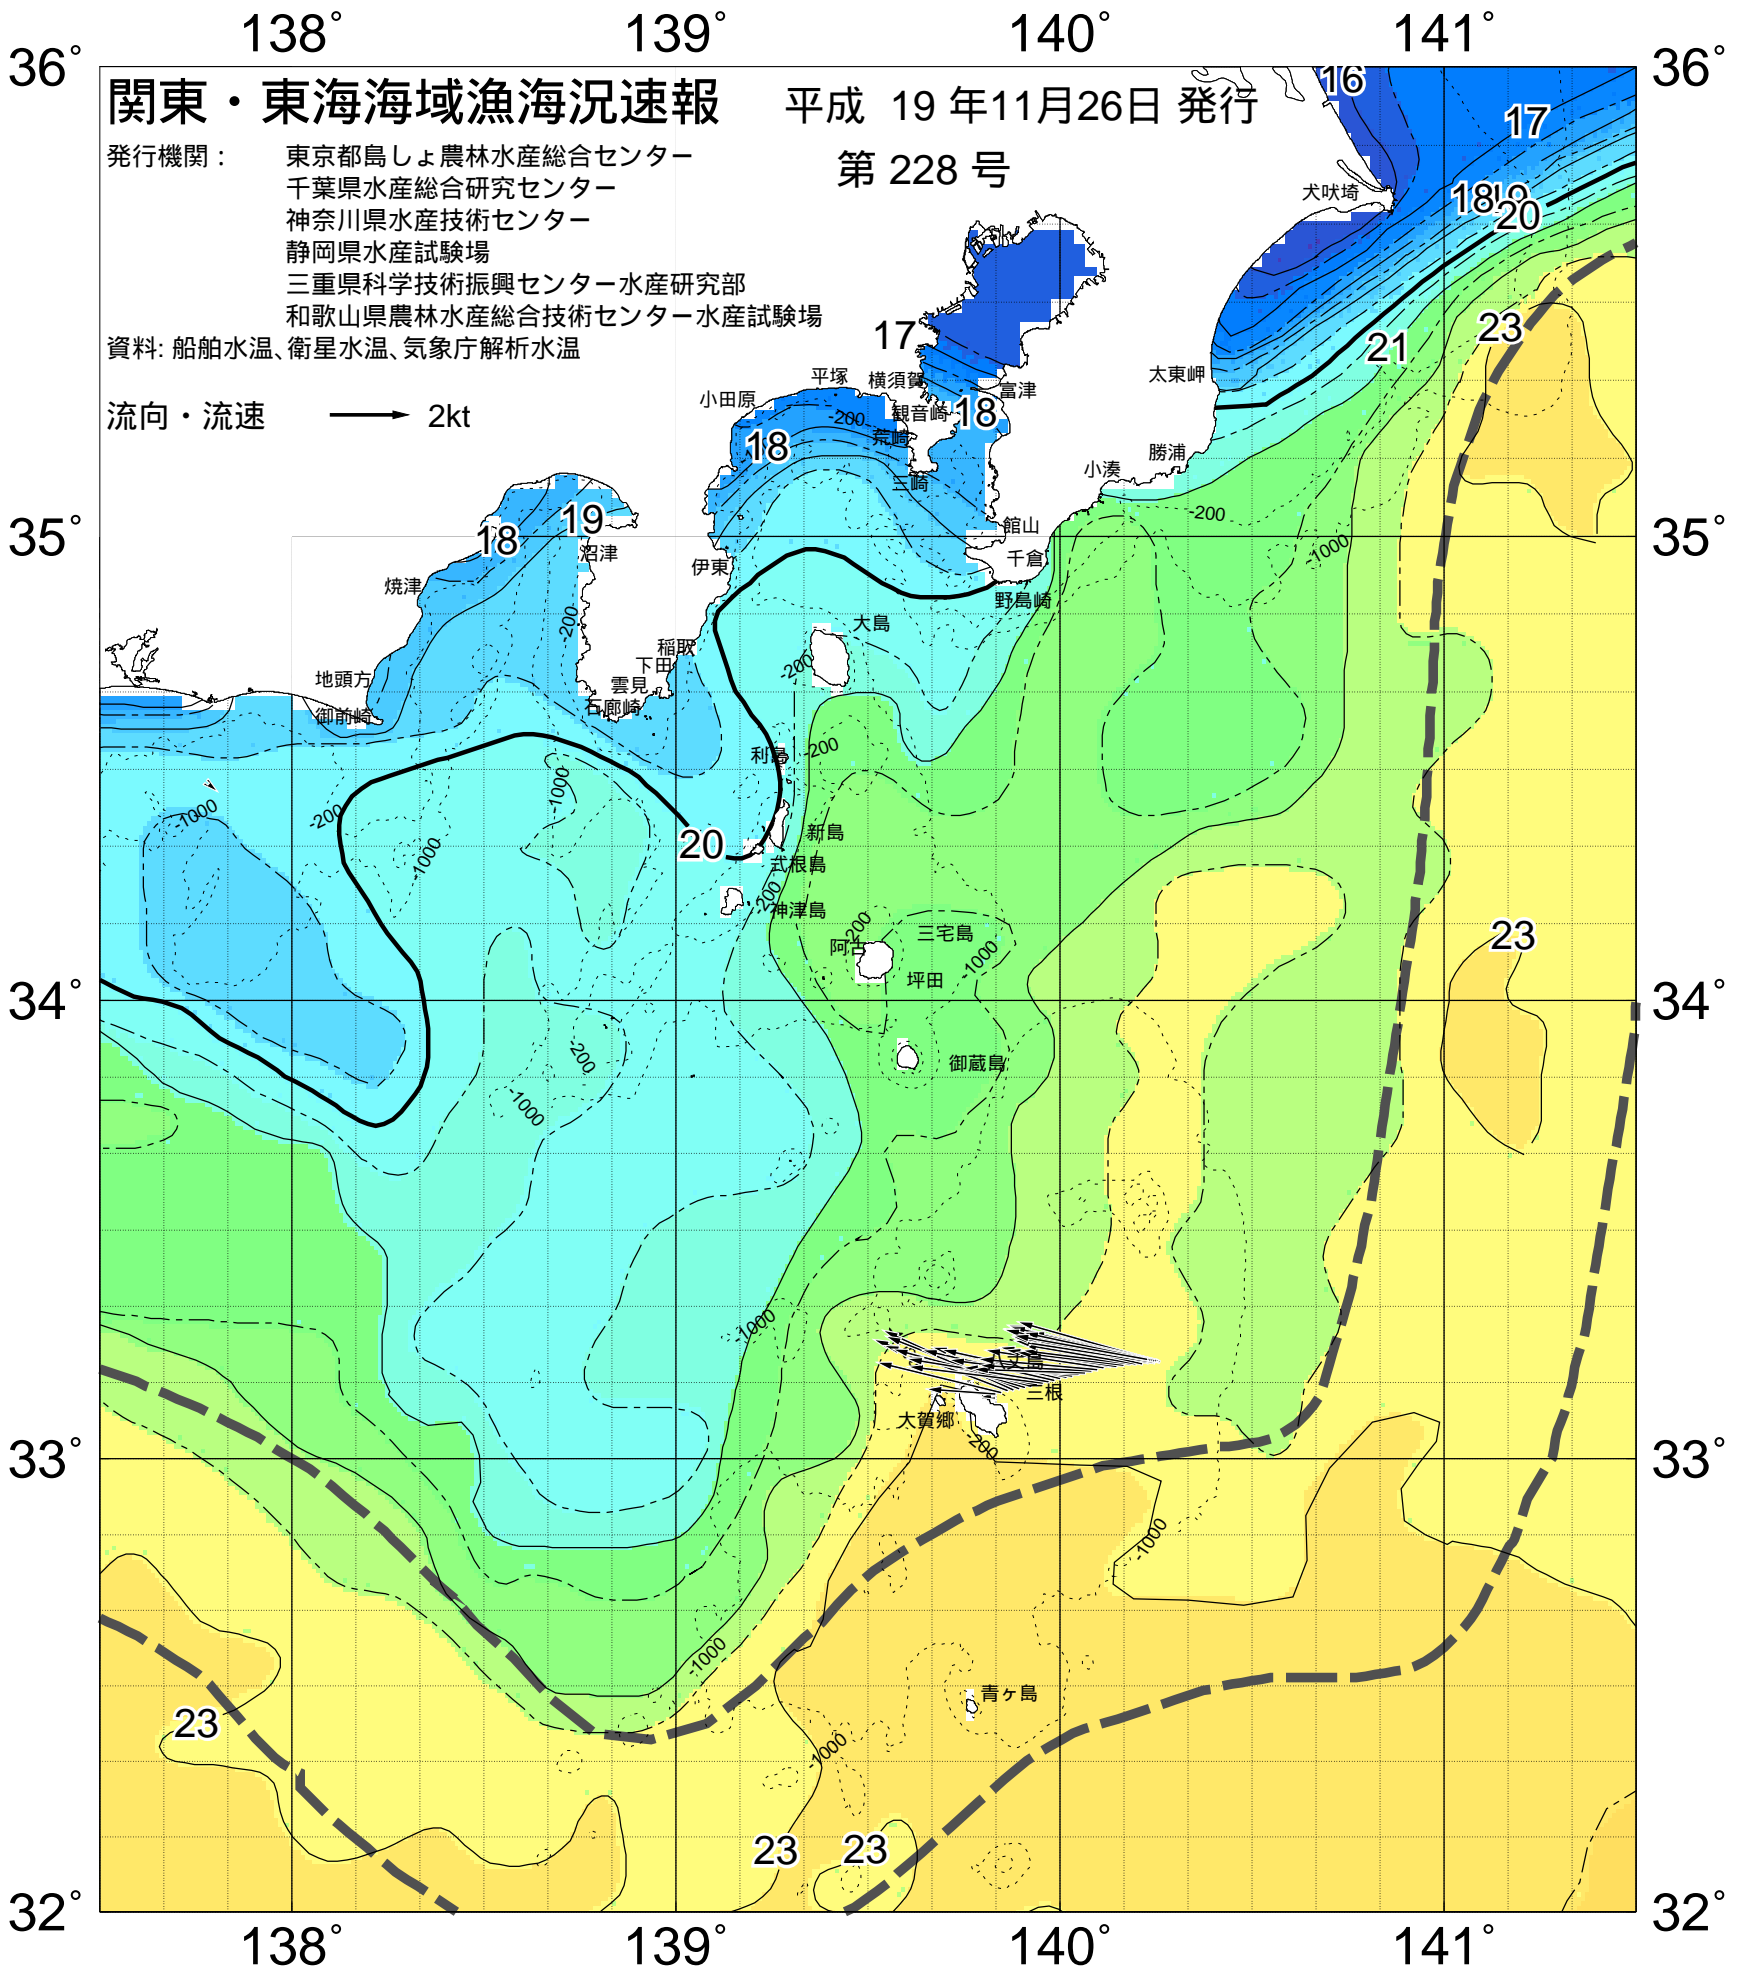 138° 139° 140° 141°
36° 36°
関東・東海海域漁海況速報 平成 19 年11月26日 発行
第 228 号
発行機関： 東京都島しょ農林水産総合センター
千葉県水産総合研究センター
神奈川県水産技術センター
静岡県水産試験場
三重県科学技術振興センター水産研究部
和歌山県農林水産総合技術センター水産試験場
資料: 船舶水温、衛星水温、気象庁解析水温
流向・流速 2kt
16
17
犬吠埼
18 19
20
17
23
21
平塚 横須賀
富津
太東岬
小田原
観音崎
18
-200
荒崎
18
勝浦
小湊
三崎
-200
19
18
館山
35° 35°
沼津
千倉
-1000
伊東
焼津
野島崎
大島
-200
稲取
下田
-200
地頭方
雲見
石廊崎
御前崎
利島
-200
-1000
-1000
-200
新島
20
-1000
式根島
-200
神津島
-200
三宅島
阿古
23
-1000
坪田
34° 34°
-200
御蔵島
-1000
-1000
八丈島
三根
大賀郷
-200
33° 33°
-1000
-1000
青ヶ島
23
-1000
23
23
32° 32°
138° 139° 140° 141°